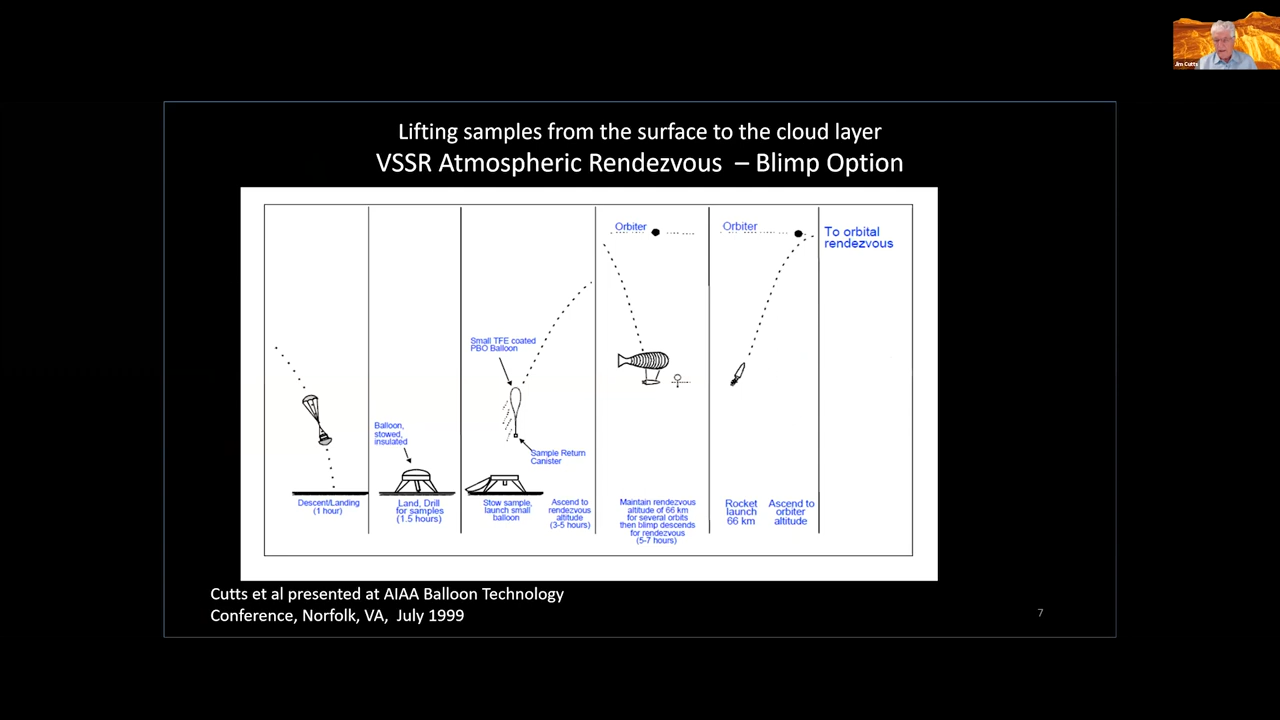 Jim Cutts
Lifting samples from the surface to the cloud layer
VSSR Atmospheric Rendezvous – Blimp Option
Orbiter
Orbiter
To orbital
rendezvous
Small TFE coated
PBO Balloon
Balloon,
stowed,
insulated
Sample Return
Canister
Descent/Landing
(1 hour)
Land, Drill
for samples
(1.5 hours)
Stow sample,
launch small
balloon
Ascend to
rendezvous
altitude
(3-5 hours)
Maintain rendezvous
altitude of 66 km
for several orbits
then blimp descends
for rendezvous
(5-7 hours)
Rocket
launch
66 km
Ascend to
orbiter
altitude
Cutts et al presented at AIAA Balloon Technology
Conference, Norfolk, VA, July 1999
7